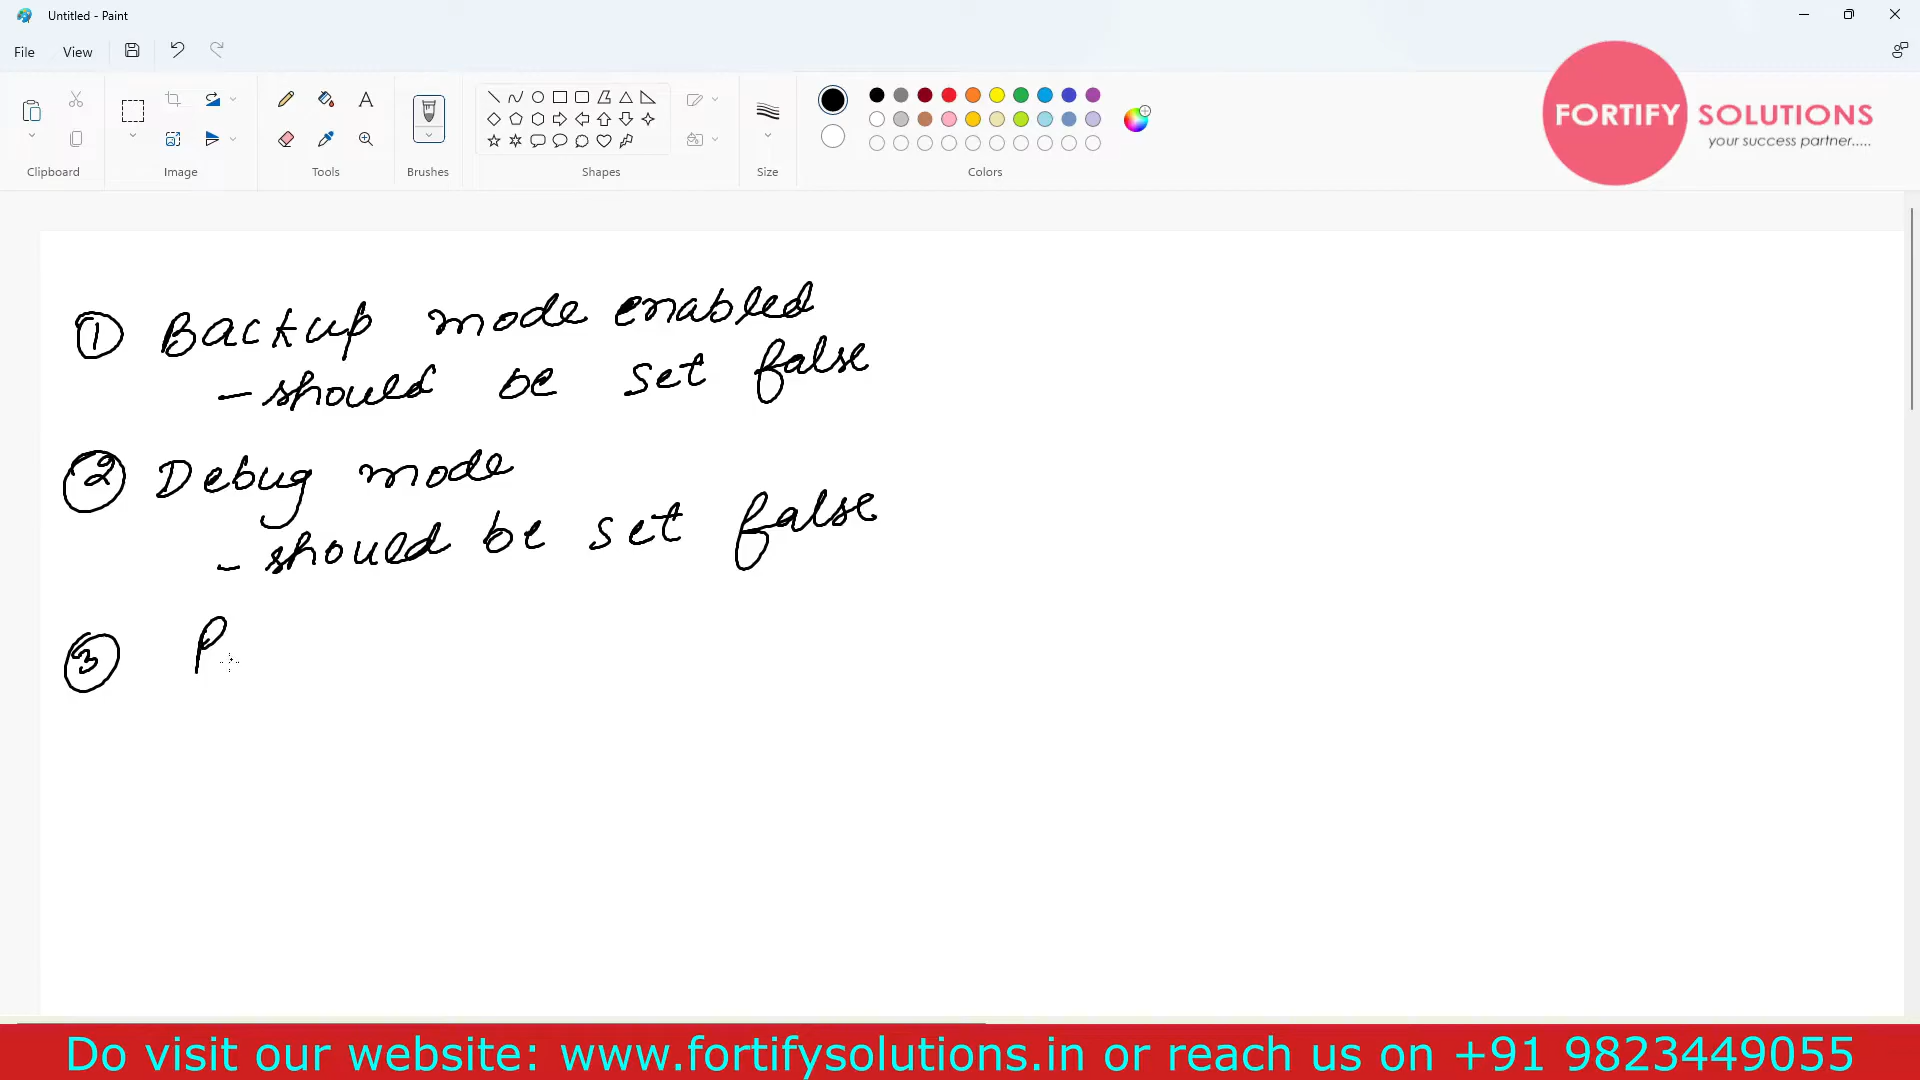 Untitled - Paint
File View
FORTIFY SOLUTIONS
your success partner.....
Clipboard Image Tools Brushes Shapes Size Colors
① Backup mode enabled
- should be set false
② Debug mode
- should be set false
③ P
Do visit our website: www.fortifysolutions.in or reach us on +91 9823449055